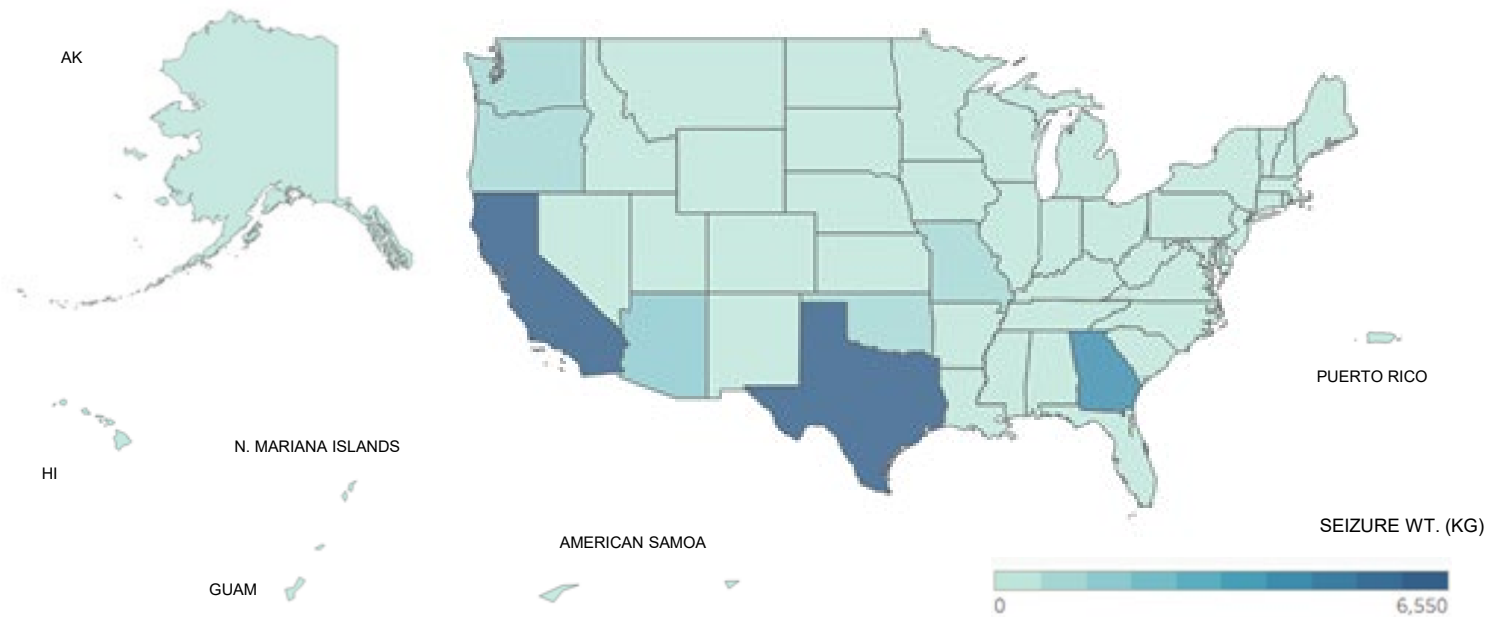 AK
PUERTO RICO
N. MARIANA ISLANDS
HI
SEIZURE WT. (KG)
AMERICAN SAMOA
GUAM
0
6,550